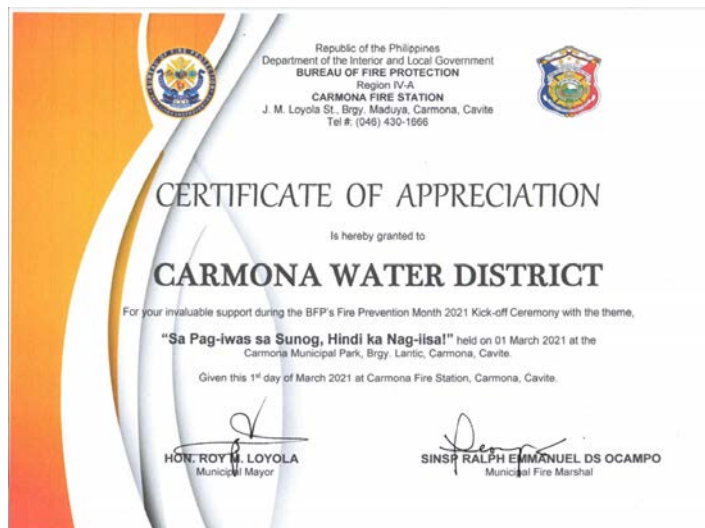 Republic of the Philippines
Department of the Interior and Local Government
BUREAU OF FIRE PROTECTION
Region IV-A
CARMONA FIRE STATION
J. M. Loyola St., Brgy. Maduya, Carmona, Cavite
Tel #: (046) 430-1666
CERTIFICATE OF APPRECIATION
Is hereby granted to
CARMONA WATER DISTRICT
For your invaluable support during the BFP's Fire Prevention Month 2021 Kick-off Ceremony with the theme,
“Sa Pag-iwas sa Sunog, Hindi ka Nag-iisa!” held on 01 March 2021 at the
Carmona Municipal Park, Brgy. Lantic, Carmona, Cavite.
Given this 1st day of March 2021 at Carmona Fire Station, Carmona, Cavite.
HON. ROY M. LOYOLA
Municipal Mayor
SINSP RALPH EMMANUEL DS OCAMPO
Municipal Fire Marshal